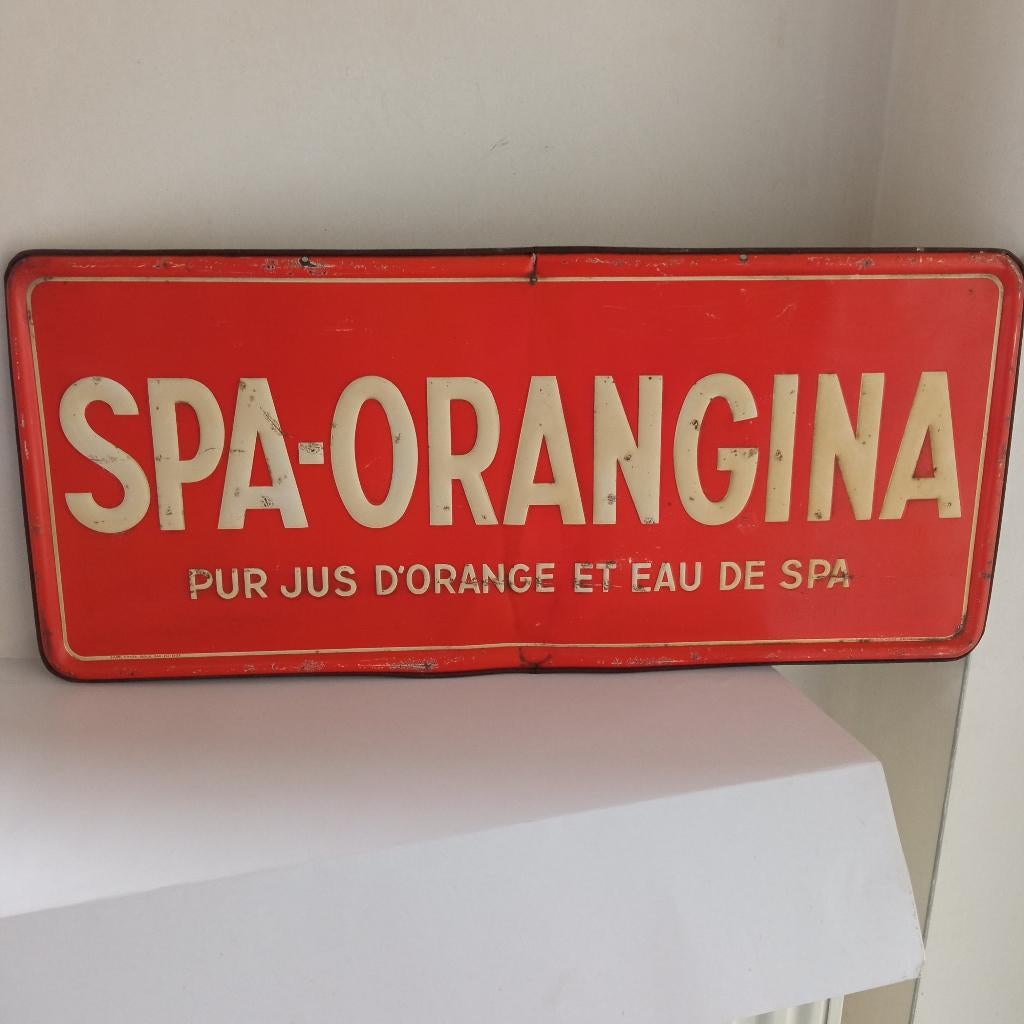 SPA-ORANGINA
PUR JUS D'ORANGE ET EAU DE SPA